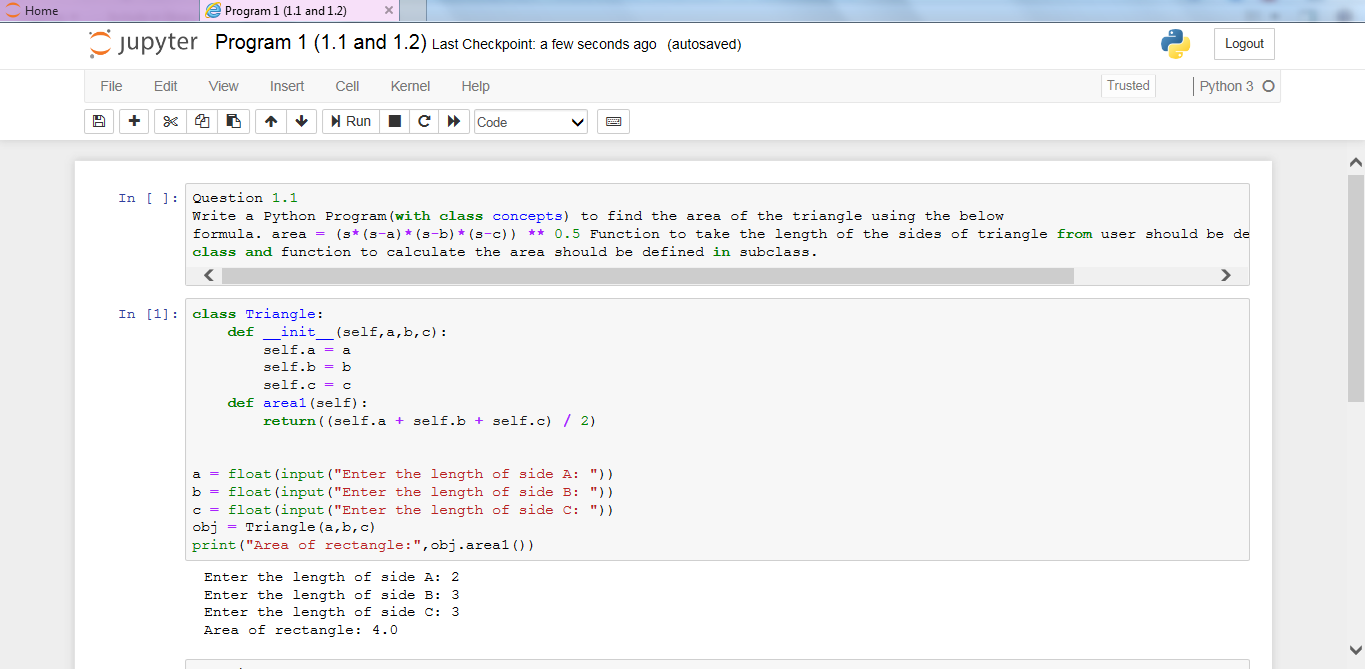 Home
Program 1 (1.1 and 1.2)
jupyter Program 1 (1.1 and 1.2) Last Checkpoint: a few seconds ago (autosaved)
Logout
File Edit View Insert Cell Kernel Help
Trusted
Python 3
Run
Code
In [ ]:
Question 1.1
Write a Python Program(with class concepts) to find the area of the triangle using the below
formula. area = (s*(s-a)*(s-b)*(s-c)) ** 0.5 Function to take the length of the sides of triangle from user should be de
class and function to calculate the area should be defined in subclass.
In [1]:
class Triangle:
    def __init__(self,a,b,c):
        self.a = a
        self.b = b
        self.c = c
    def area1(self):
        return((self.a + self.b + self.c) / 2)
a = float(input("Enter the length of side A: "))
b = float(input("Enter the length of side B: "))
c = float(input("Enter the length of side C: "))
obj = Triangle(a,b,c)
print("Area of rectangle:",obj.area1())
Enter the length of side A: 2
Enter the length of side B: 3
Enter the length of side C: 3
Area of rectangle: 4.0